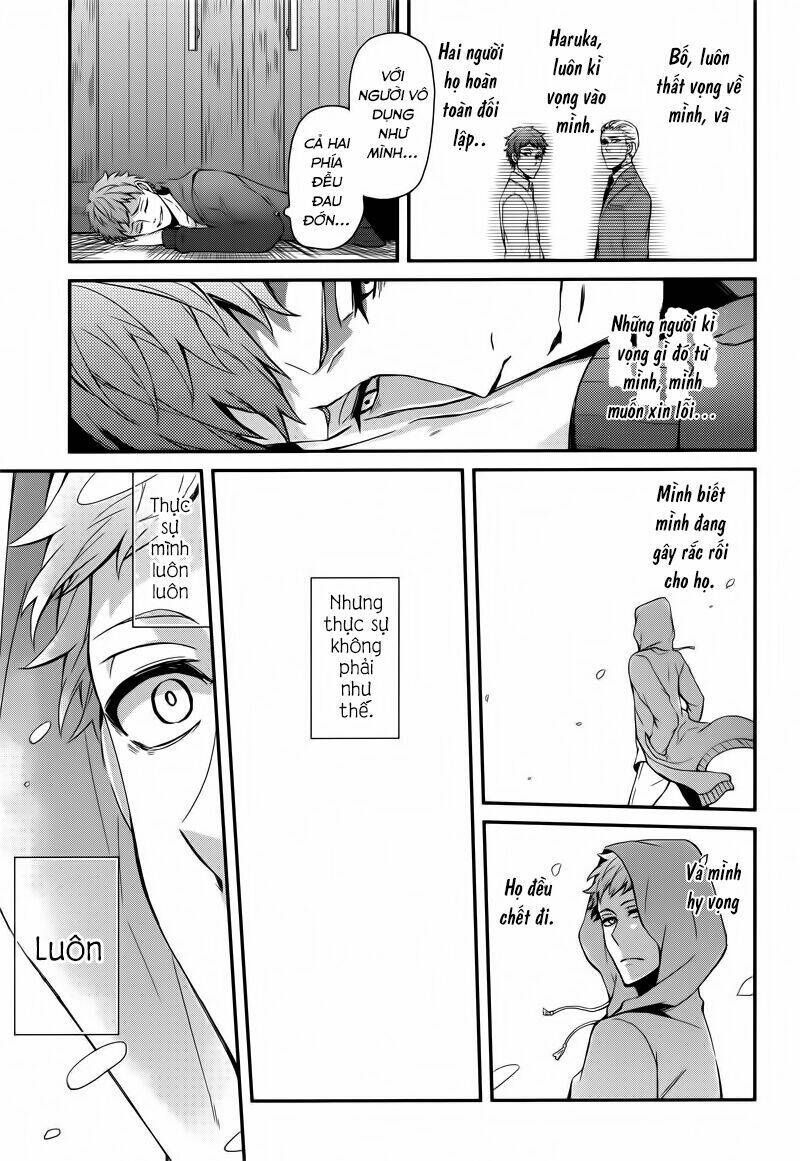 Bố, luôn
thất vọng về
mình, và
Haruka,
luôn kì
vọng vào
mình.
Hai người
họ hoàn
toàn đối
lập..
VỚI
NGƯỜI VÔ
DỤNG
NHƯ
MÌNH...
CẢ HAI
PHÍA
ĐỀU
ĐAU
ĐỚN...
Những người kì
vọng gì đó từ
mình, mình
muốn xin lỗi...
Mình biết
mình đang
gây rắc rối
cho họ.
Và mình
hy vọng
Họ đều
chết đi.
Nhưng
thực sự
không
phải
như
thế.
Thực
sự
mình
luôn
luôn
Luôn